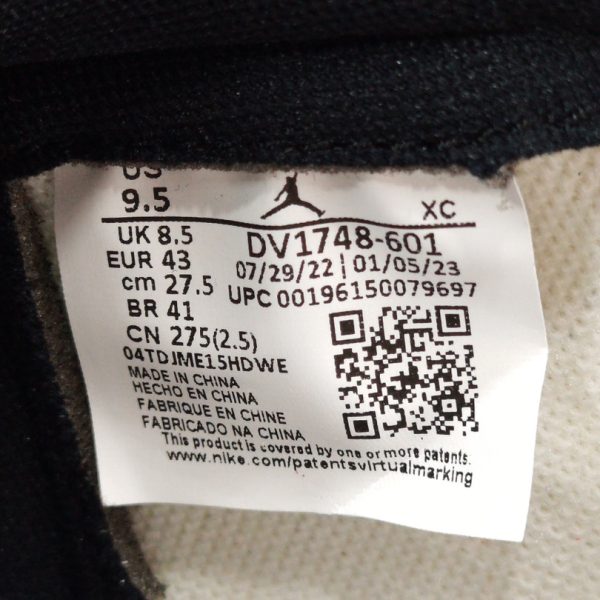 US
9.5
XC
UK 8.5
EUR 43
cm 27.5
BR 41
CN 275(2.5)
DV1748-601
07/29/22 | 01/05/23
UPC 00196150079697
04TDJME15HDWE
MADE IN CHINA
HECHO EN CHINA
FABRIQUE EN CHINE
FABRICADO NA CHINA
This product is covered by one or more patents.
www.nike.com/patentsvirtualmarking